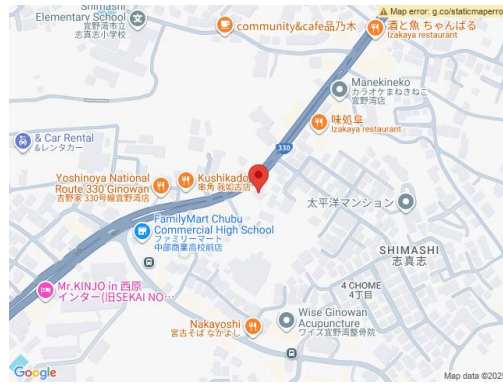 Map error: g.co/staticmaperro
Shimashi
Elementary School
宜野湾市立
志真志小学校
community&cafe品乃木
酒と魚 ちゃんぱる
Izakaya restaurant
Manekineko
カラオケまねきねこ
宜野湾店
味処阜
Izakaya restaurant
& Car Rental
&レンタカー
330
Yoshinoya National
Route 330 Ginowan
吉野家 330号線宜野湾店
Kushikado
串角 我如古店
太平洋マンション
FamilyMart Chubu
Commercial High School
ファミリーマート
中部商業高校前店
SHIMASHI
志真志
Mr.KINJO in 西原
インター(旧SEKAI NO…
4 CHOME
4丁目
Nakayoshi
宮古そば なかよし
Wise Ginowan
Acupuncture
ワイズ宜野湾整骨院
Google
Map data ©202